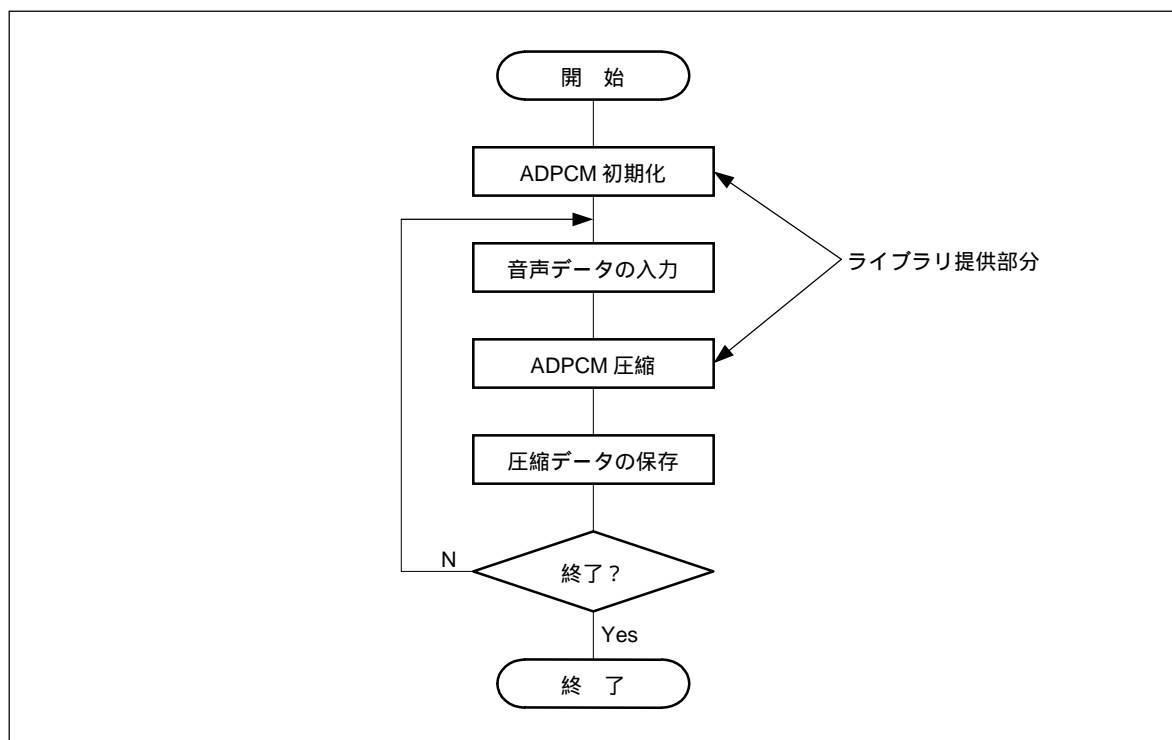 開　始
ADPCM 初期化
音声データの入力
ライブラリ提供部分
ADPCM 圧縮
圧縮データの保存
N
終了？
Yes
終　了